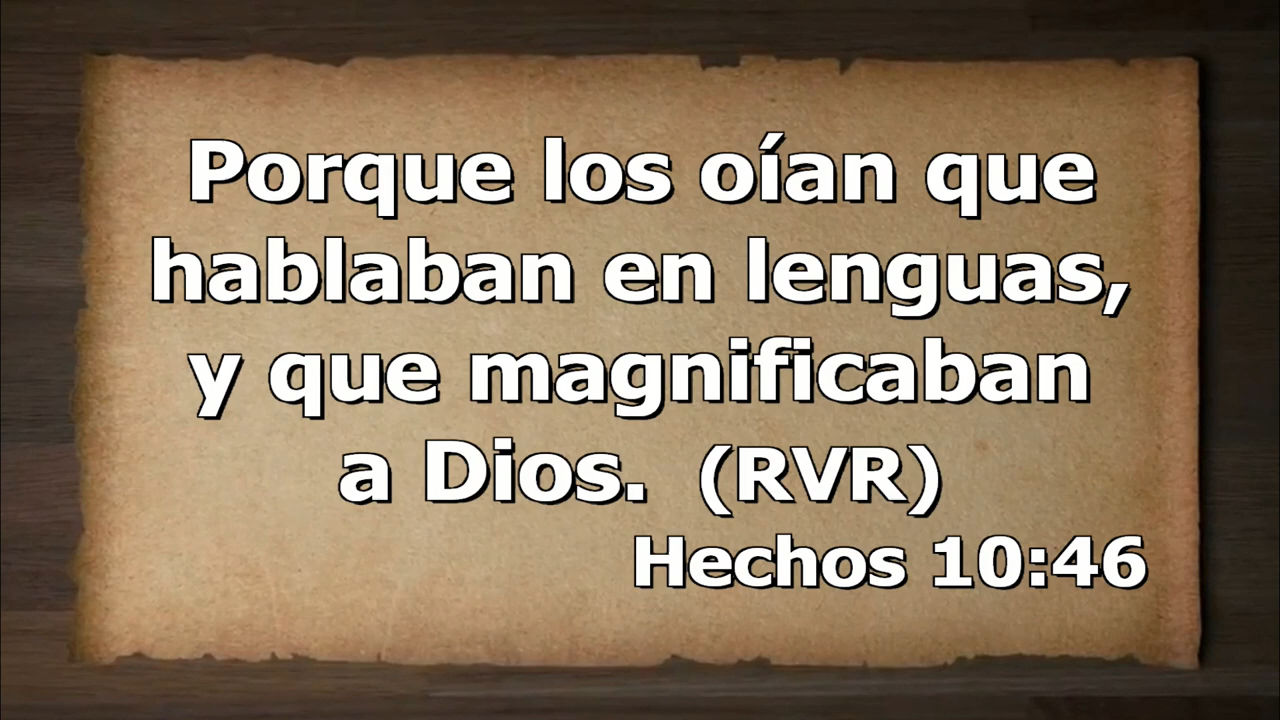 Porque los oían que
hablaban en lenguas,
y que magnificaban
a Dios. (RVR)
Hechos 10:46